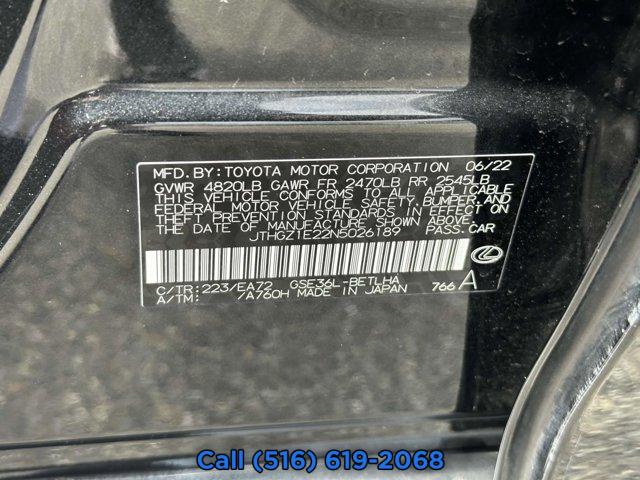 MFD. BY: TOYOTA MOTOR CORPORATION 06/22
GVWR 4820LB GAWR FR 2470LB RR 2545LB
THIS VEHICLE CONFORMS TO ALL APPLICABLE
FEDERAL MOTOR VEHICLE SAFETY, BUMPER, AND
THEFT PREVENTION STANDARDS IN EFFECT ON
THE DATE OF MANUFACTURE SHOWN ABOVE.
JTHGZ1E22N5026189 PASS.CAR
C/TR: 223/EA72 GSE36L-BETLHA
A/TM: /A760H MADE IN JAPAN 766 A
Call (516) 619-2068